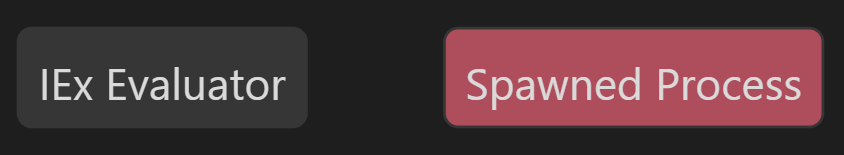 IEx Evaluator
Spawned Process